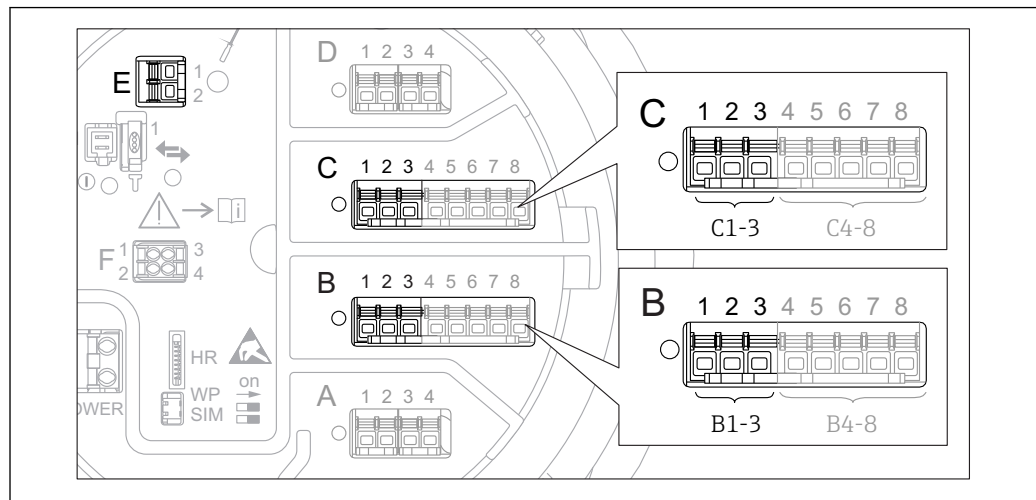 D 1 2 3 4
E 1
2
1
C 1 2 3 4 5 6 7 8
C 1 2 3 4 5 6 7 8
C1-3 C4-8
i
F 1 3
2 4
B 1 2 3 4 5 6 7 8
B 1 2 3 4 5 6 7 8
B1-3 B4-8
HR
WP on
SIM
OWER
A 1 2 3 4